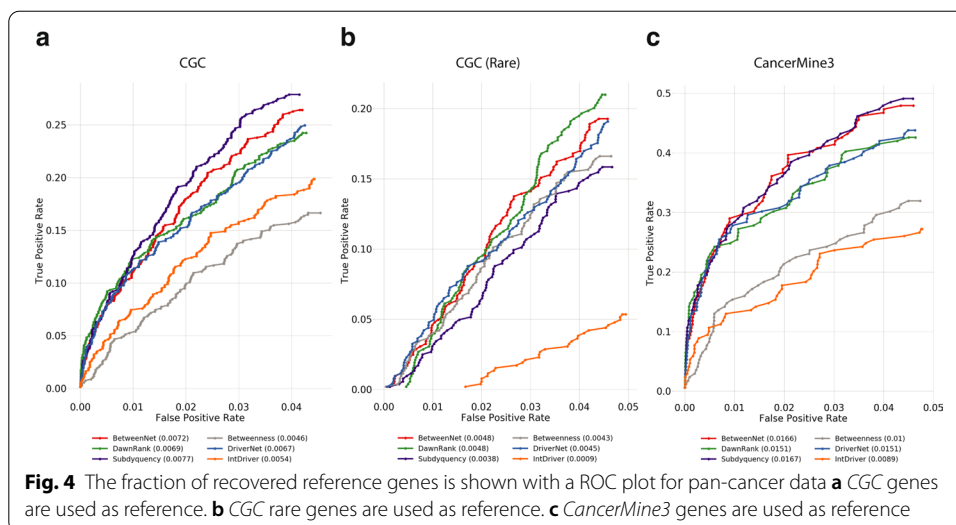 a
CGC
True Positive Rate
0.25
0.20
0.15
0.10
0.05
0.00
0.00 0.01 0.02 0.03 0.04
False Positive Rate
BetweenNet (0.0072)
DawnRank (0.0069)
Subdyquency (0.0077)
Betweenness (0.0046)
DriverNet (0.0067)
IntDriver (0.0054)
b
CGC (Rare)
True Positive Rate
0.20
0.15
0.10
0.05
0.00
0.00 0.01 0.02 0.03 0.04 0.05
False Positive Rate
BetweenNet (0.0048)
DawnRank (0.0048)
Subdyquency (0.0038)
Betweenness (0.0043)
DriverNet (0.0045)
IntDriver (0.0009)
c
CancerMine3
True Positive Rate
0.5
0.4
0.3
0.2
0.1
0.0
0.00 0.01 0.02 0.03 0.04 0.05
False Positive Rate
BetweenNet (0.0166)
DawnRank (0.0151)
Subdyquency (0.0167)
Betweenness (0.01)
DriverNet (0.0151)
IntDriver (0.0089)
Fig. 4 The fraction of recovered reference genes is shown with a ROC plot for pan-cancer data a CGC genes
are used as reference. b CGC rare genes are used as reference. c CancerMine3 genes are used as reference